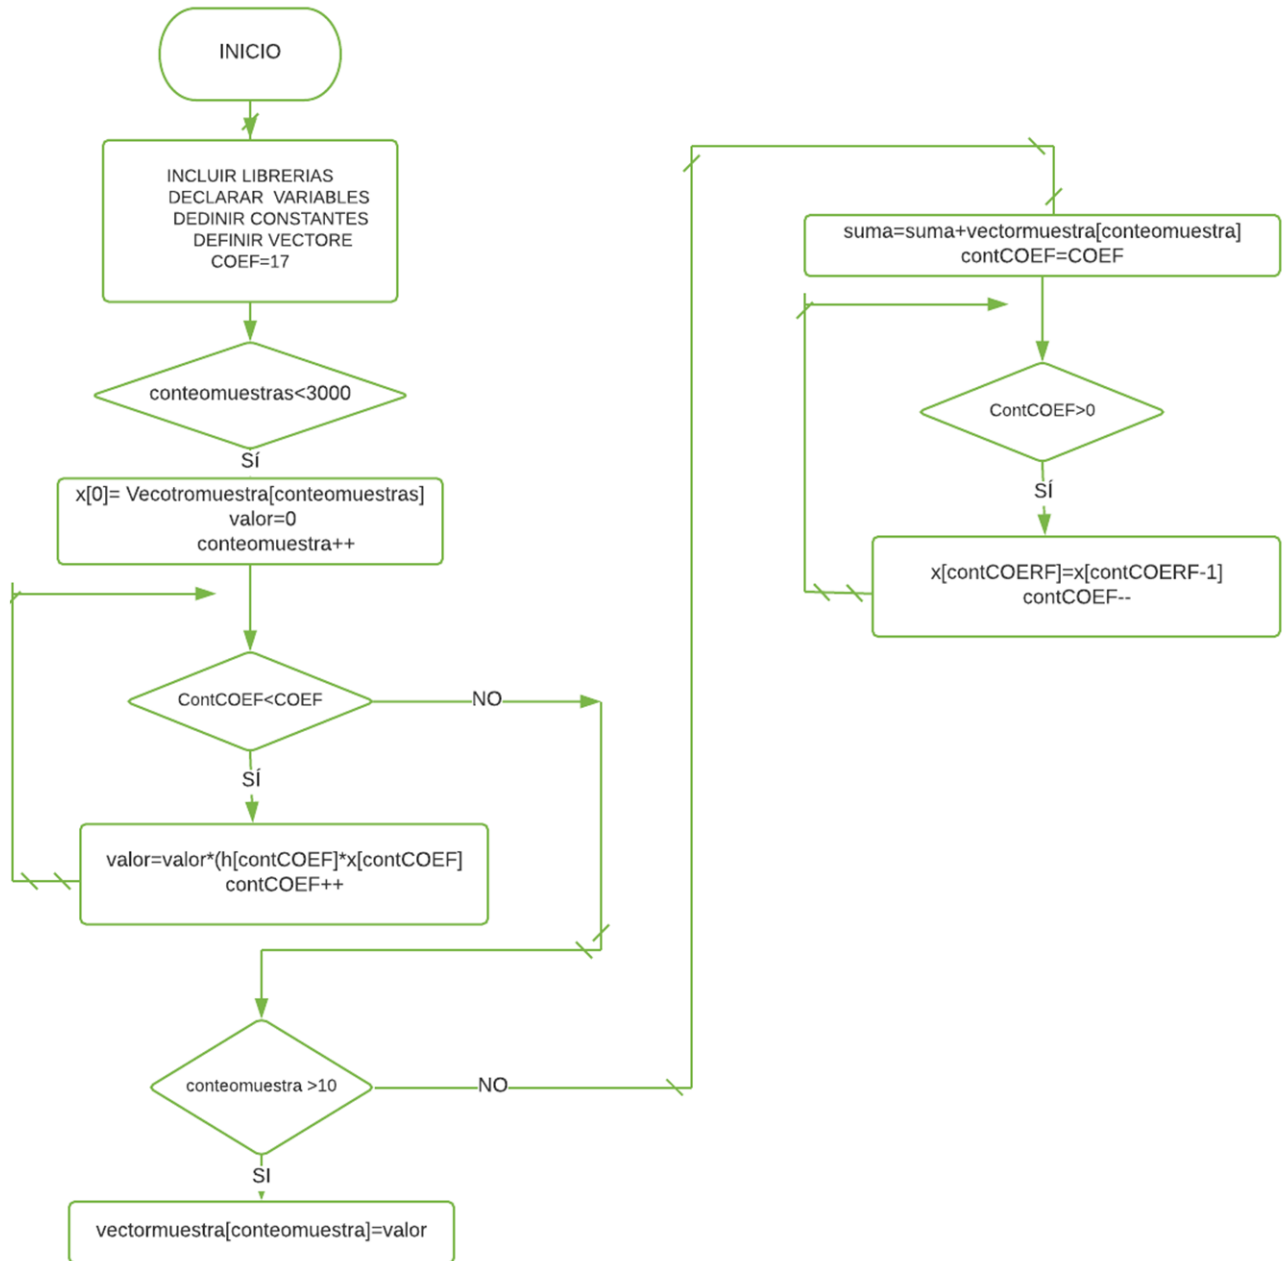 INICIO
INCLUIR LIBRERIAS
DECLARAR VARIABLES
DEDINIR CONSTANTES
DEFINIR VECTORE
COEF=17
conteomuestras<3000
SÍ
x[0]= Vecotromuestra[conteomuestras]
valor=0
conteomuestra++
ContCOEF<COEF
NO
SÍ
valor=valor*(h[contCOEF]*x[contCOEF]
contCOEF++
conteomuestra >10
NO
SI
vectormuestra[conteomuestra]=valor
suma=suma+vectormuestra[conteomuestra]
contCOEF=COEF
ContCOEF>0
SÍ
x[contCOERF]=x[contCOERF-1]
contCOEF--